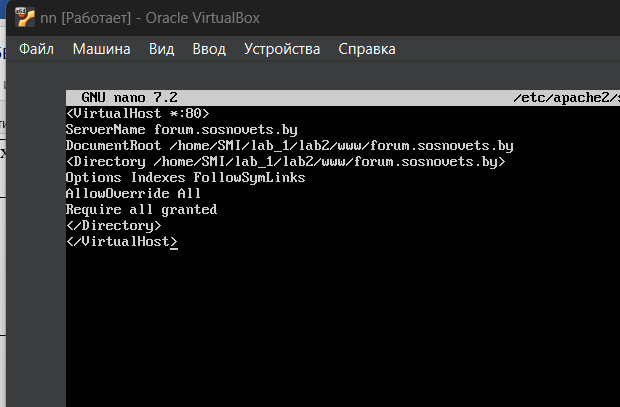 nn [Работает] - Oracle VirtualBox
Файл Машина Вид Ввод Устройства Справка
GNU nano 7.2 /etc/apache2/s
<VirtualHost *:80>
ServerName forum.sosnovets.by
DocumentRoot /home/SMI/lab_1/lab2/www/forum.sosnovets.by
<Directory /home/SMI/lab_1/lab2/www/forum.sosnovets.by>
Options Indexes FollowSymLinks
AllowOverride All
Require all granted
</Directory>
</VirtualHost>